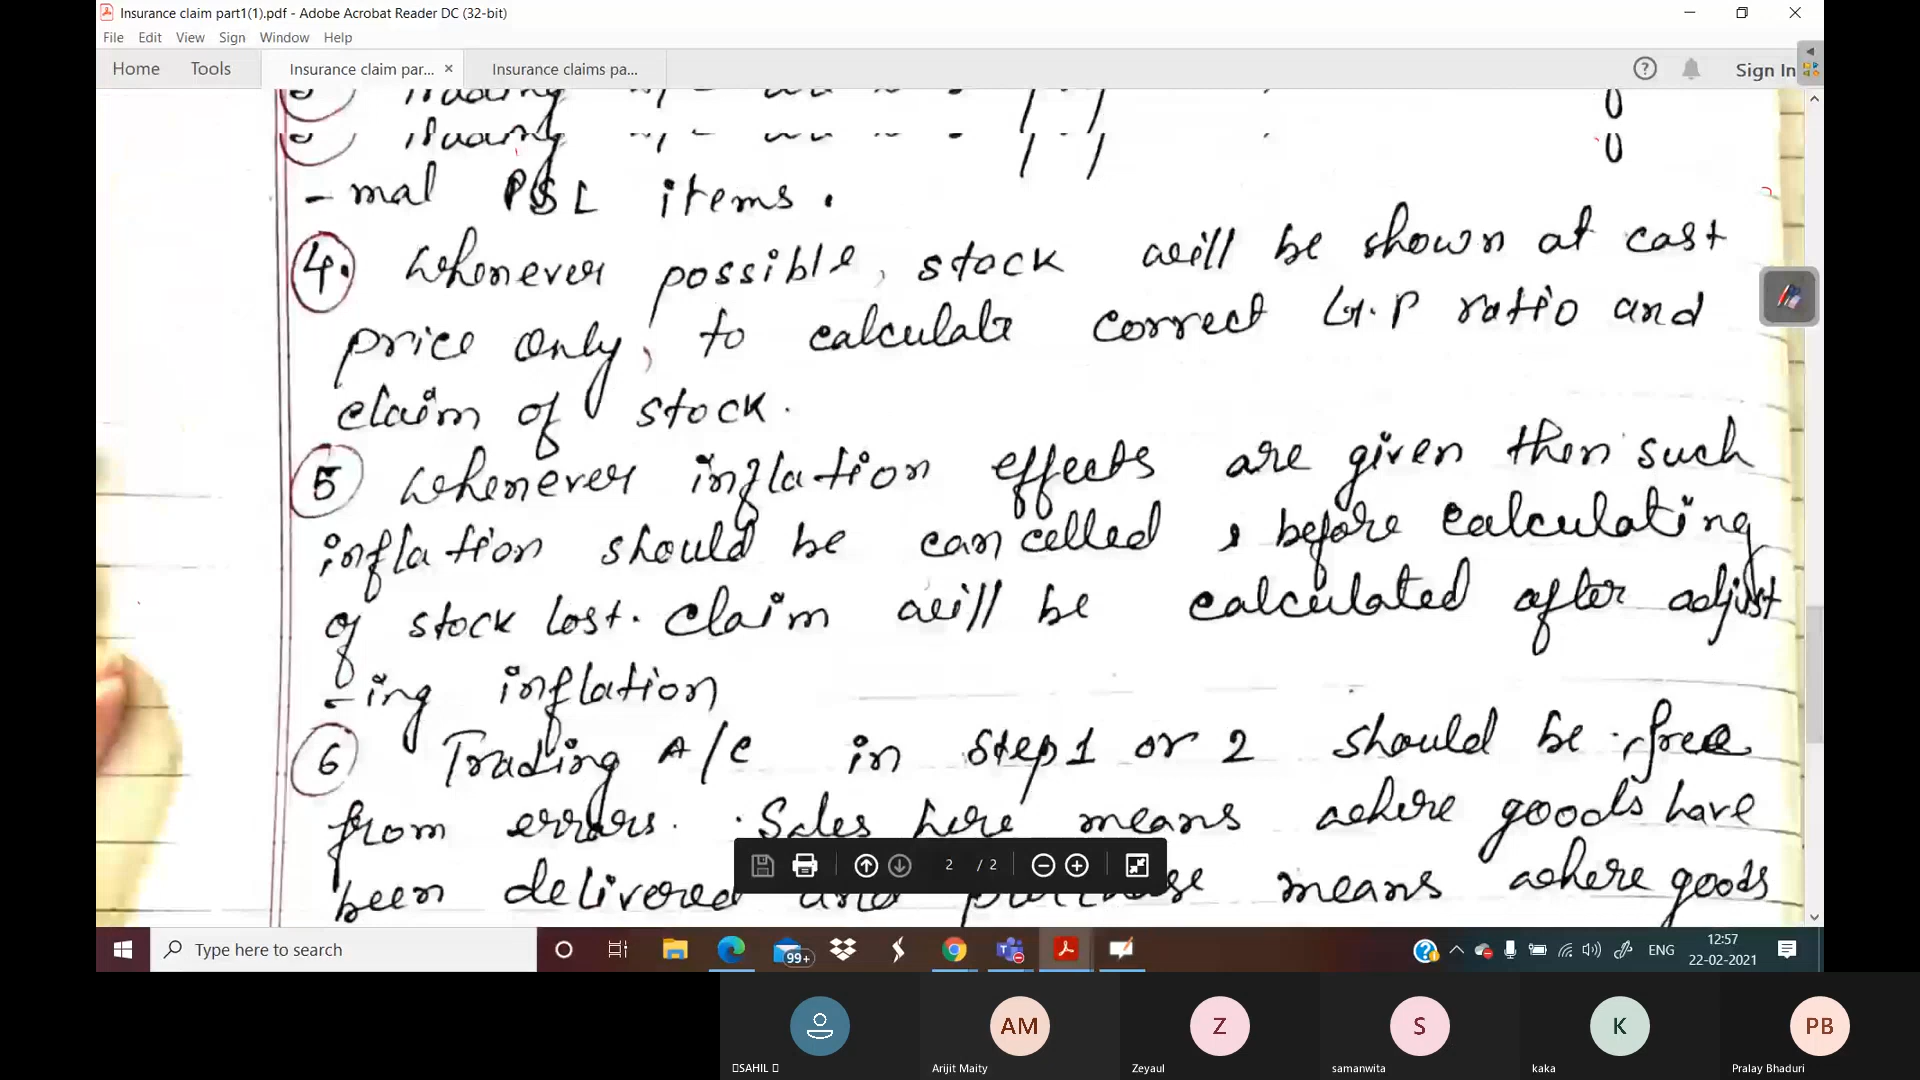 Insurance claim part1(1).pdf - Adobe Acrobat Reader DC (32-bit)
File Edit View Sign Window Help
Home Tools Insurance claim par... × Insurance claims pa... Sign In
Trading
Trading
- mal P&L items.
4. Whenever possible, stock will be shown at cost
price only, to calculate correct G.P ratio and
claim of stock.
5 Whenever inflation effects are given then such
inflation should be cancelled, before calculating
of stock lost. Claim will be calculated after adjust
-ing inflation
6 Trading A/C in Step 1 or 2 should be free
from errors. Sales here means where goods have
been delivered and purchase means where goods
2 / 2
Type here to search
99+
ENG
12:57
22-02-2021
AM Z S K PB
SAHIL Arijit Maity Zeyaul samanwita kaka Pralay Bhaduri